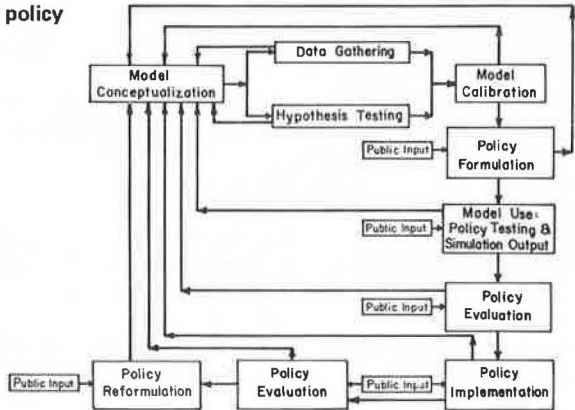 policy
Data Gathering
Model
Conceptualization
Model
Calibration
Hypothesis Testing
Public Input
Policy
Formulation
Model Use:
Policy Testing &
Simulation Output
Public Input
Policy
Evaluation
Public Input
Public Input
Policy
Reformulation
Policy
Evaluation
Public Input
Policy
Implementation